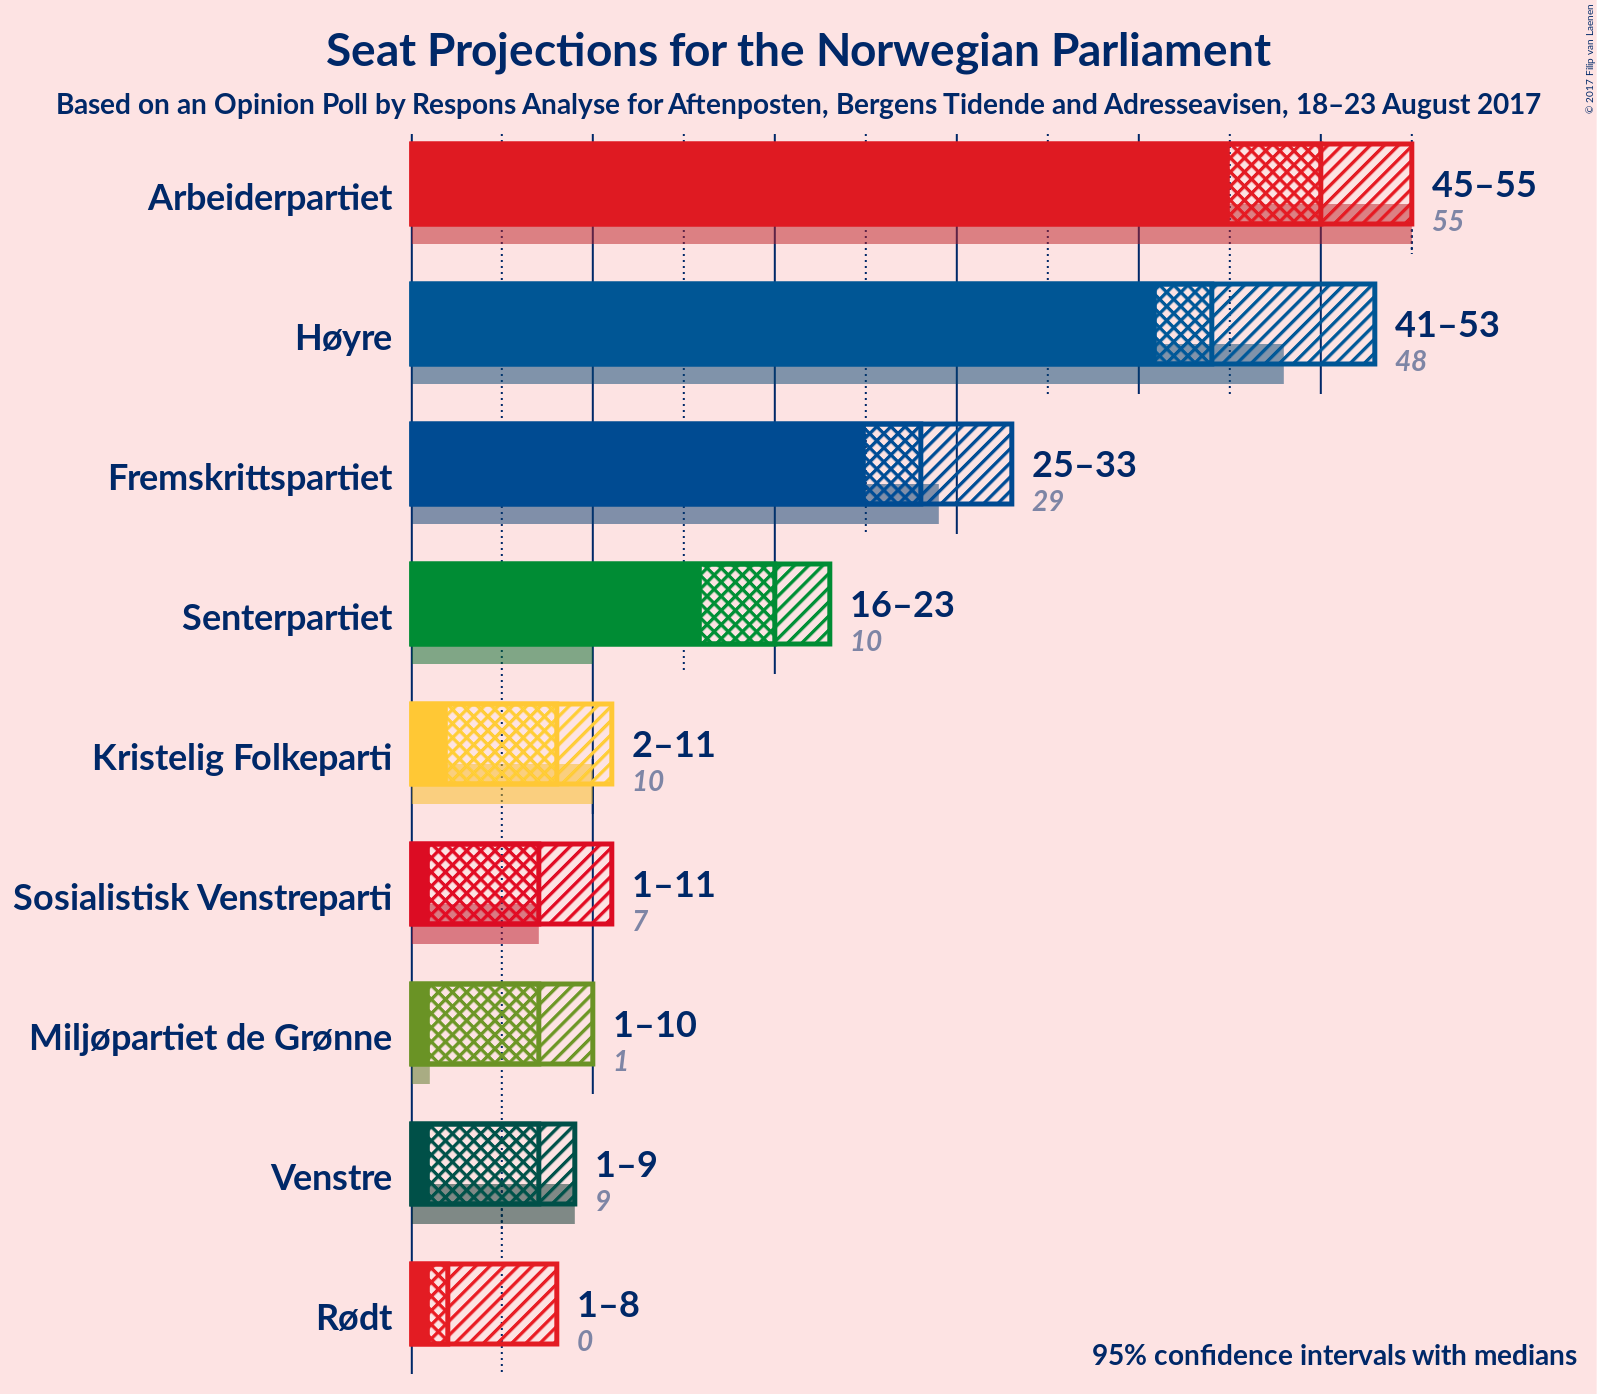 © 2017 Filip van Laenen
Seat Projections for the Norwegian Parliament
Based on an Opinion Poll by Respons Analyse for Aftenposten, Bergens Tidende and Adresseavisen, 18–23 August 2017
Arbeiderpartiet
45–55
55
Høyre
41–53
48
Fremskrittspartiet
25–33
29
Senterpartiet
16–23
10
Kristelig Folkeparti
2–11
10
Sosialistisk Venstreparti
1–11
7
Miljøpartiet de Grønne
1–10
1
Venstre
1–9
9
Rødt
1–8
0
95% confidence intervals with medians